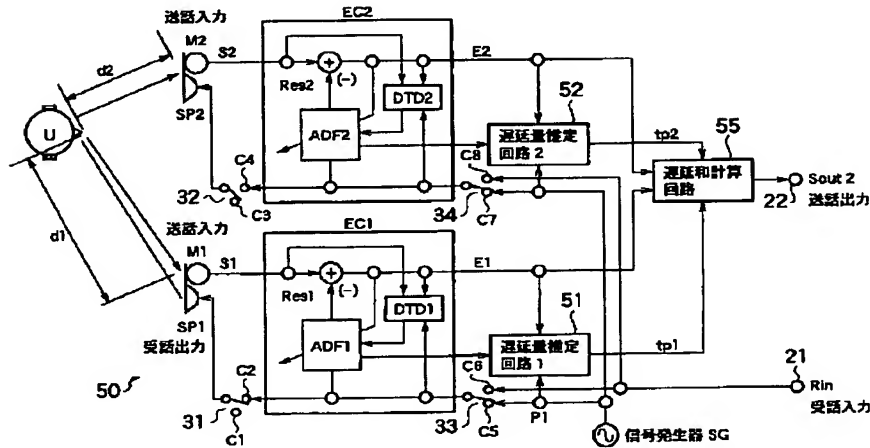 送話入力
M2
S2
EC2
E2
d2
Res2
(-)
DTD2
SP2
ADF2
U
52
遅延量推定
回路 2
tp2
55
遅延和計算
回路
Sout 2
22
送話出力
C4
32
C3
C8
34
C7
d1
送話入力
M1
S1
EC1
E1
Res1
(-)
DTD1
SP1
受話出力
ADF1
51
遅延量推定
回路 1
tp1
50
C2
31
C1
C6
33
C5
P1
21
Rin
受話入力
信号発生器 SG